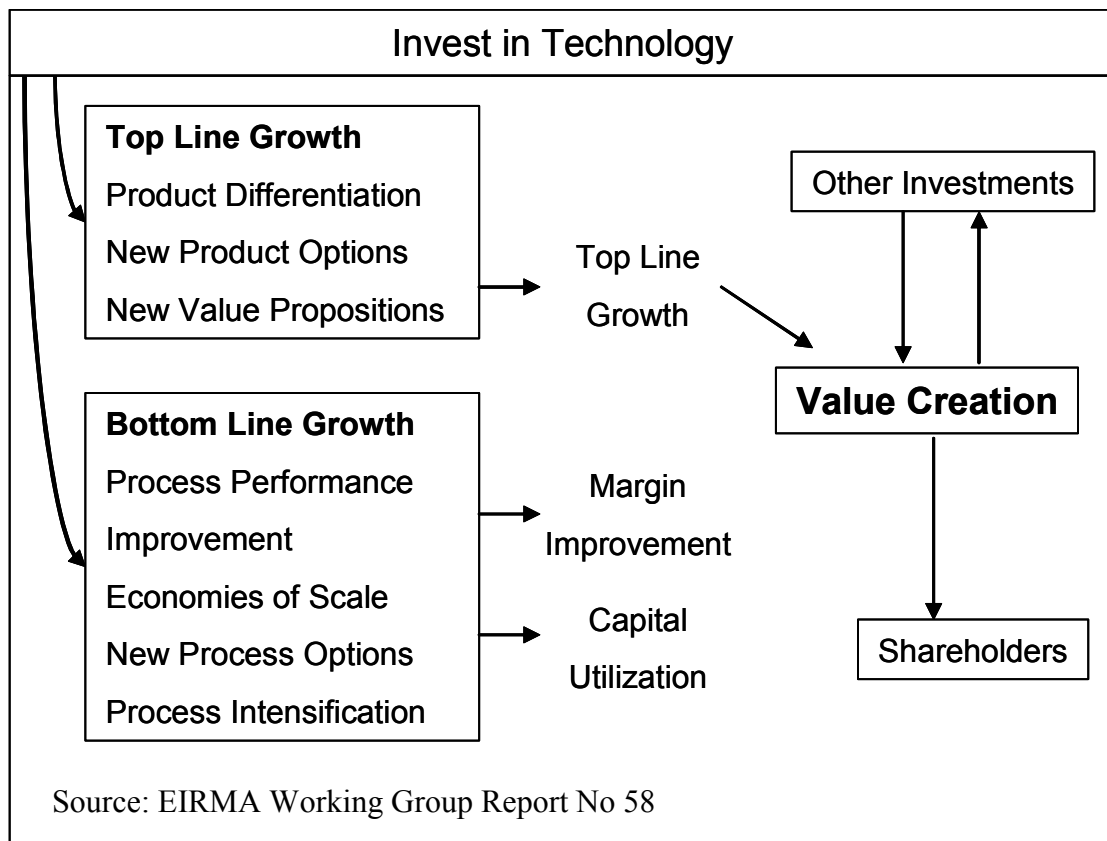 Invest in Technology
Top Line Growth
Product Differentiation
New Product Options
New Value Propositions
Top Line
Growth
Other Investments
Value Creation
Shareholders
Bottom Line Growth
Process Performance
Improvement
Economies of Scale
New Process Options
Process Intensification
Margin
Improvement
Capital
Utilization
Source: EIRMA Working Group Report No 58